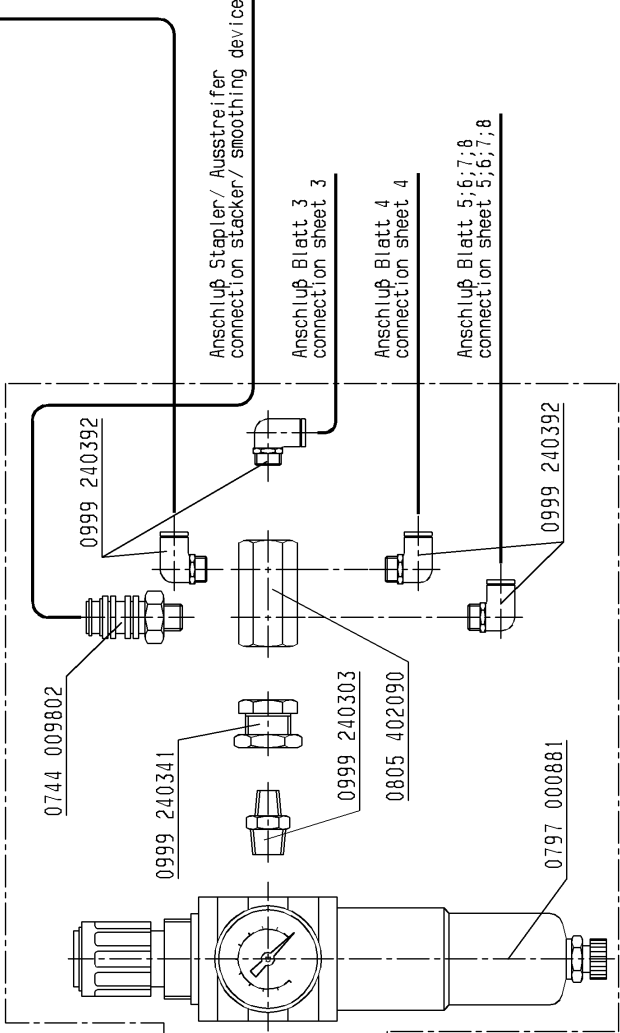 Anschluß Stapler/ Ausstreifer
connection stacker/ smoothing device
Anschluß Blatt 3
connection sheet 3
Anschluß Blatt 4
connection sheet 4
Anschluß Blatt 5;6;7;8
connection sheet 5;6;7;8
0999 240392
0999 240392
0744 009802
0999 240341
0999 240303
0805 402090
0797 000881